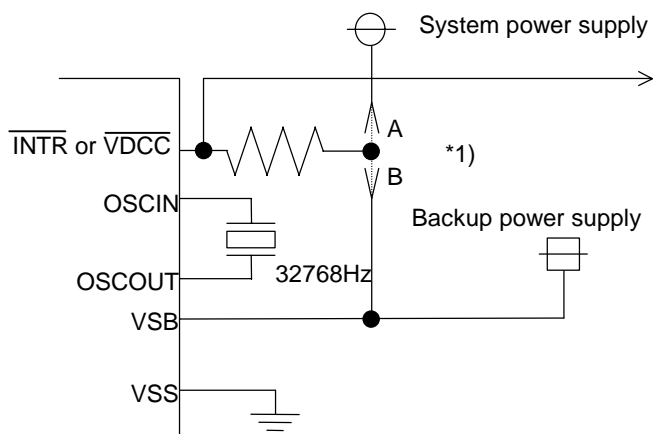 System power supply
A
INTR or VDCC
*1)
B
OSCIN
Backup power supply
OSCOUT
32768Hz
VSB
VSS